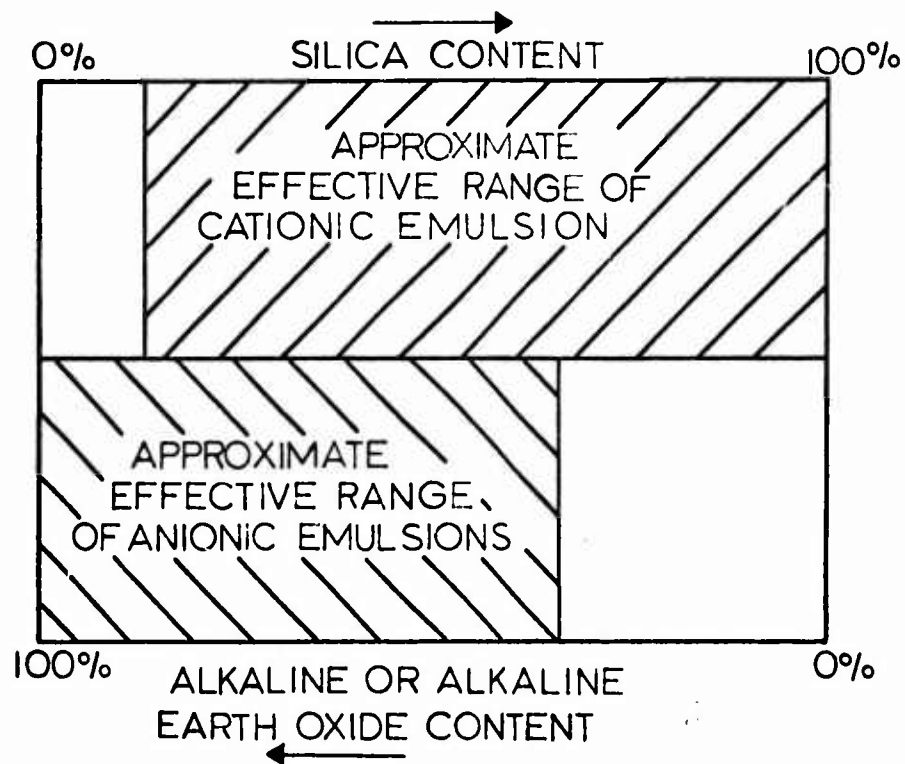 0% SILICA CONTENT 100%
APPROXIMATE
EFFECTIVE RANGE OF
CATIONIC EMULSION
APPROXIMATE
EFFECTIVE RANGE
OF ANIONIC EMULSIONS
100% 0%
ALKALINE OR ALKALINE
EARTH OXIDE CONTENT